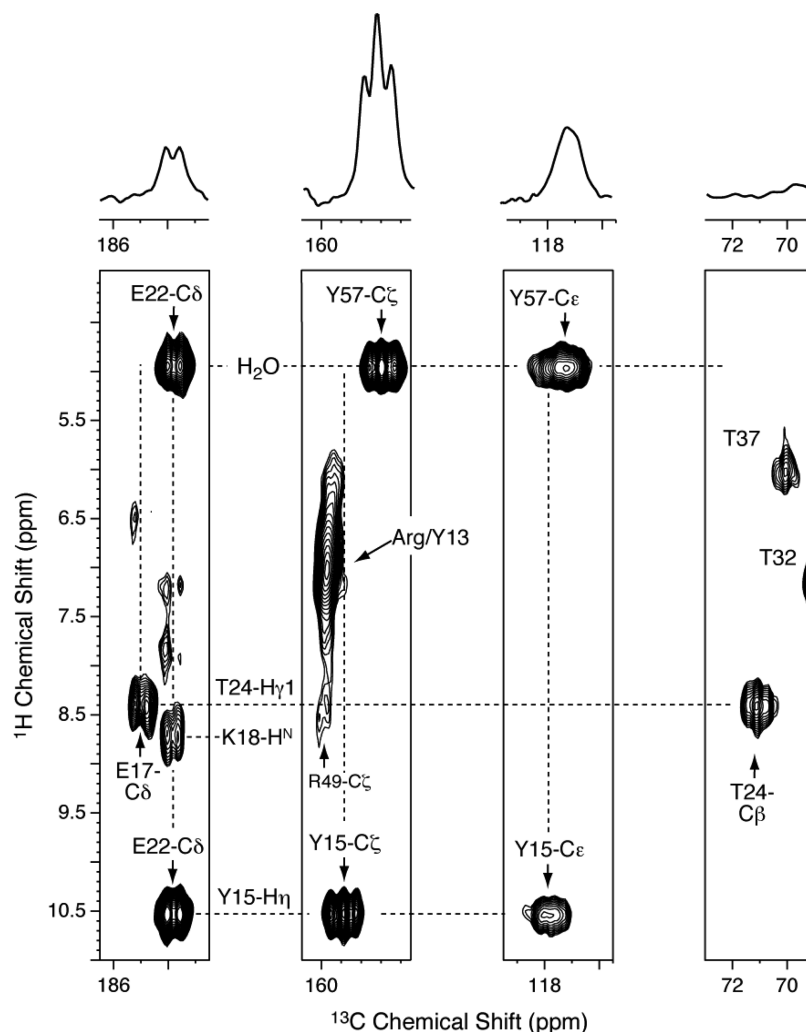 186
160
118
72 70
E22-Cδ
Y57-Cζ
Y57-Cε
H₂O
5.5
T37
6.5
Arg/Y13
T32
7.5
¹H Chemical Shift (ppm)
T24-Hγ1
8.5
K18-Hᴺ
E17-
Cδ
R49-Cζ
T24-
Cβ
9.5
E22-Cδ
Y15-Cζ
Y15-Cε
Y15-Hη
10.5
186
160
118
72 70
¹³C Chemical Shift (ppm)